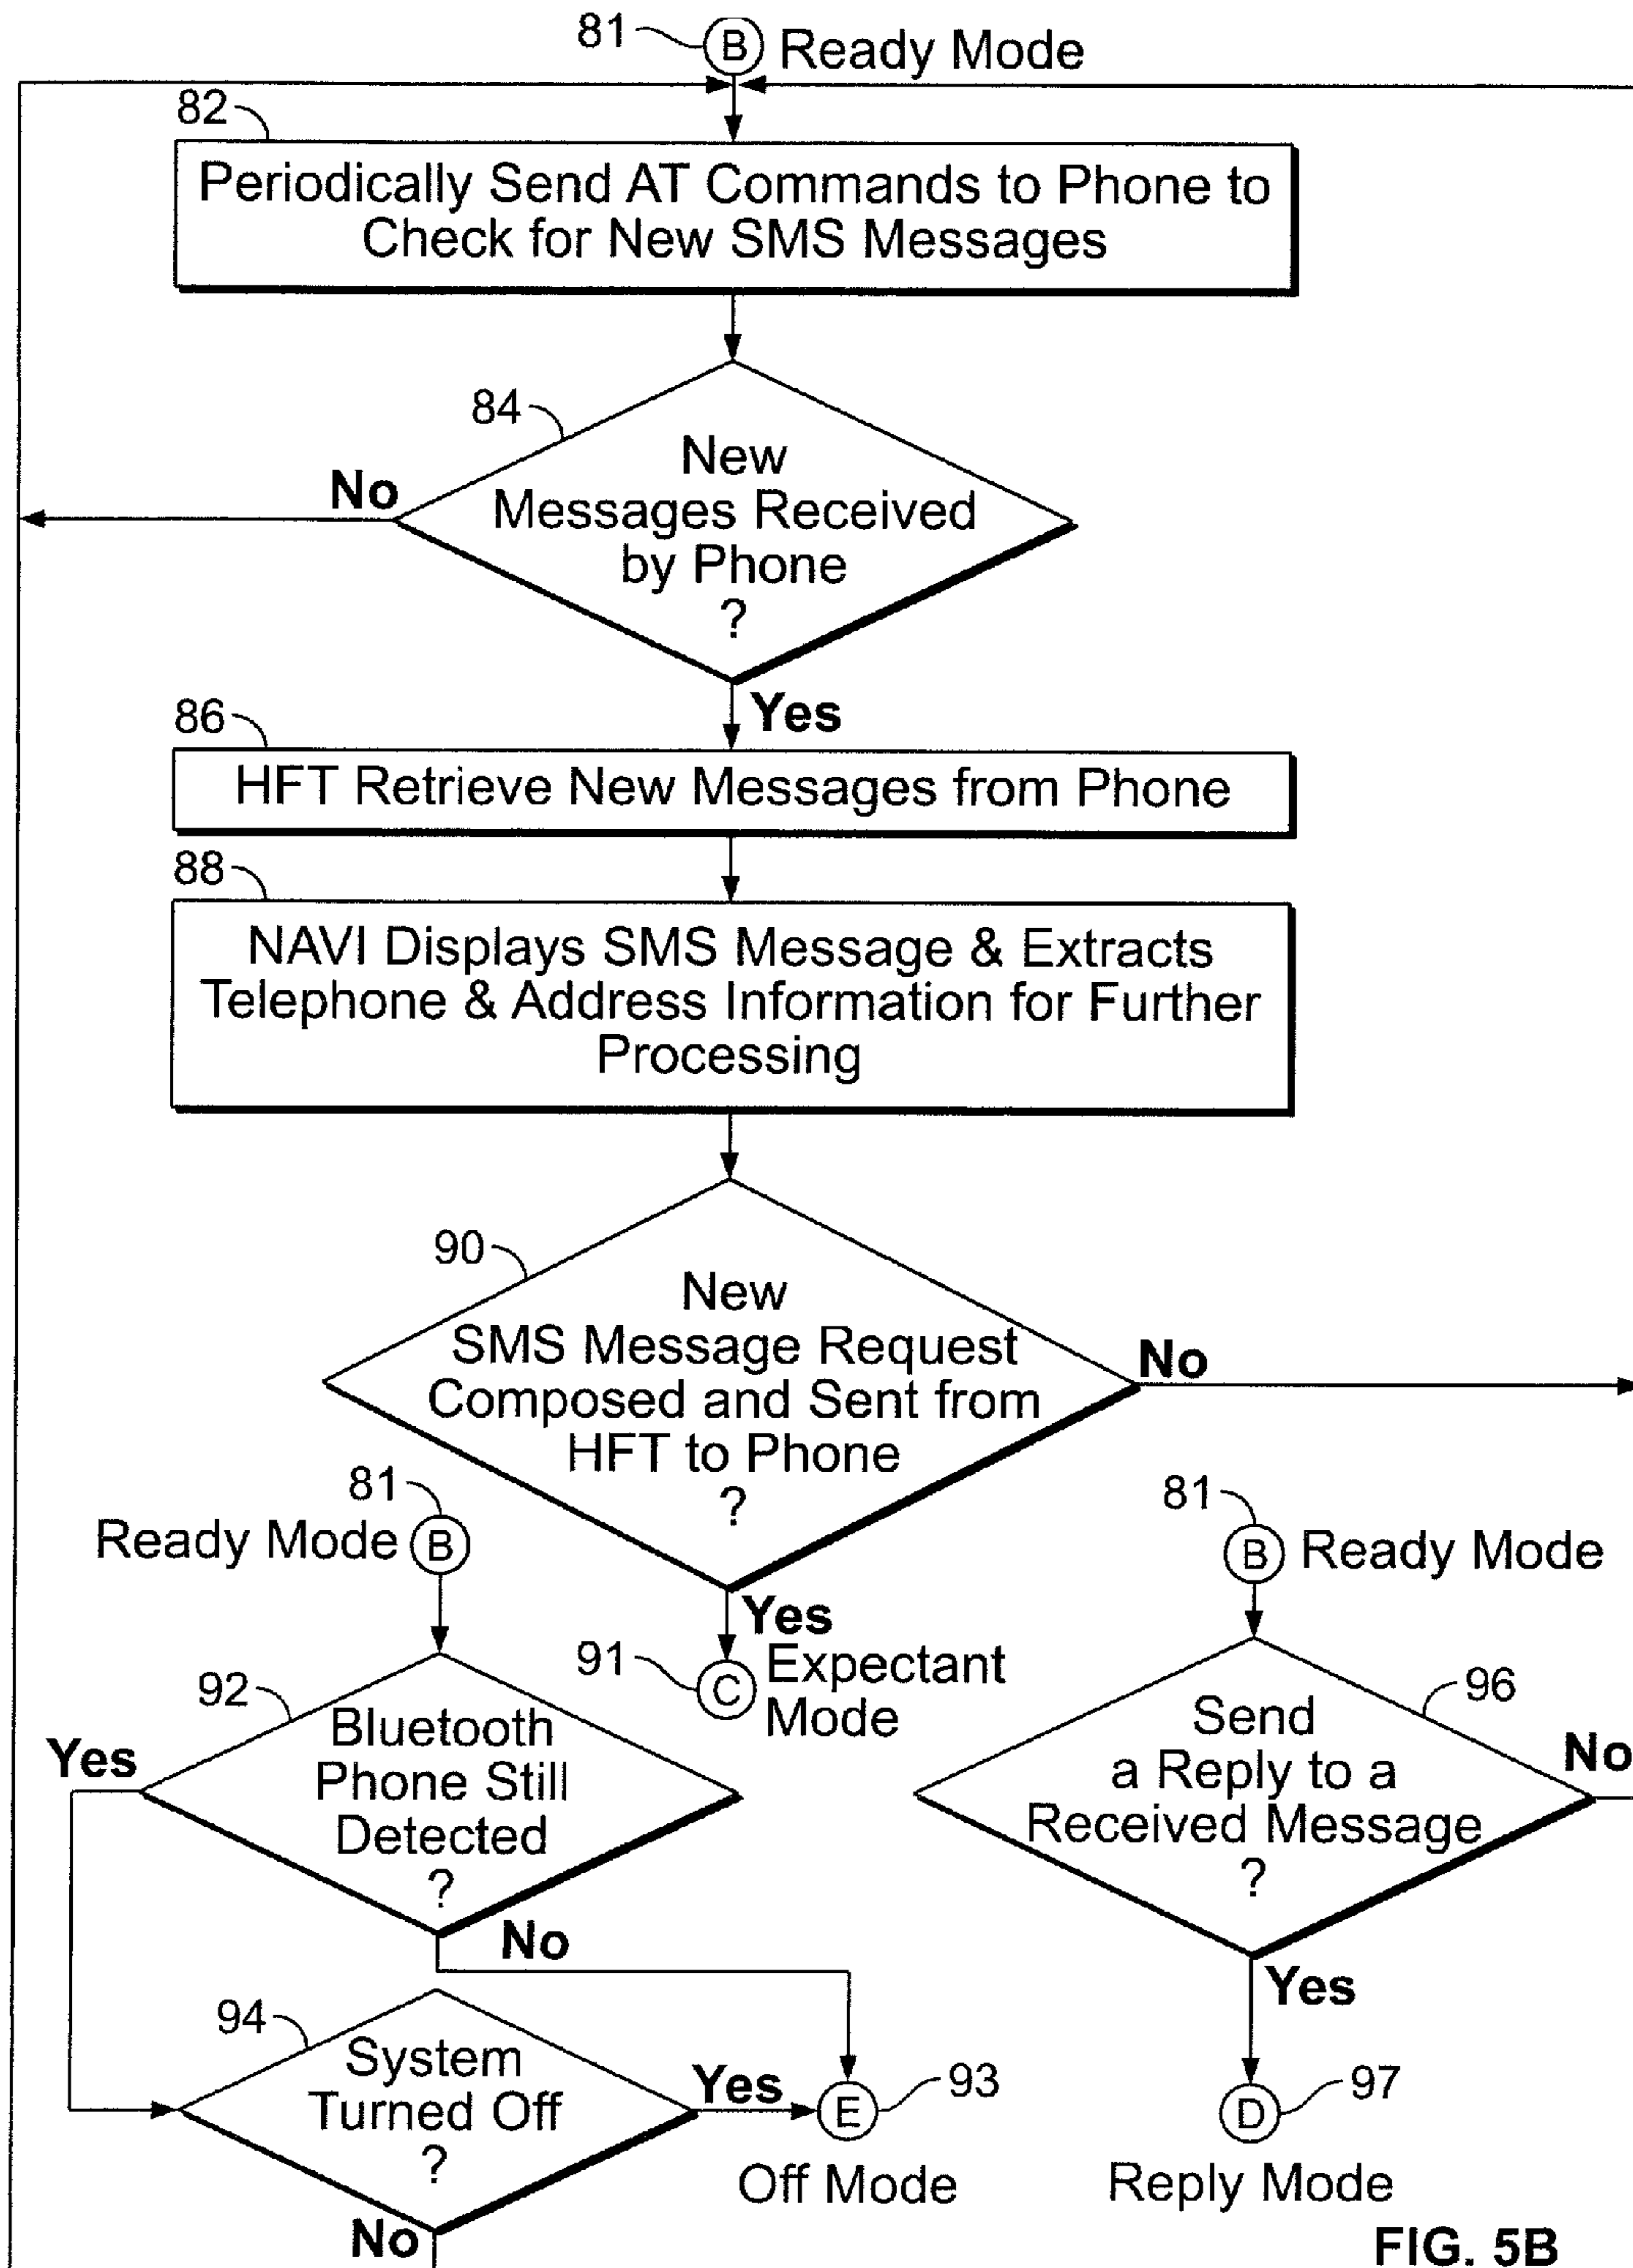 81 B Ready Mode
82
Periodically Send AT Commands to Phone to
Check for New SMS Messages
84
New
Messages Received
by Phone
?
No
Yes
86
HFT Retrieve New Messages from Phone
88
NAVI Displays SMS Message & Extracts
Telephone & Address Information for Further
Processing
90
New
SMS Message Request
Composed and Sent from
HFT to Phone
?
No
Yes
91 C Expectant
Mode
81
Ready Mode B
92
Bluetooth
Phone Still
Detected
?
Yes
No
94
System
Turned Off
?
Yes
E 93
Off Mode
No
81
B Ready Mode
96
Send
a Reply to a
Received Message
?
No
Yes
D 97
Reply Mode
FIG. 5B